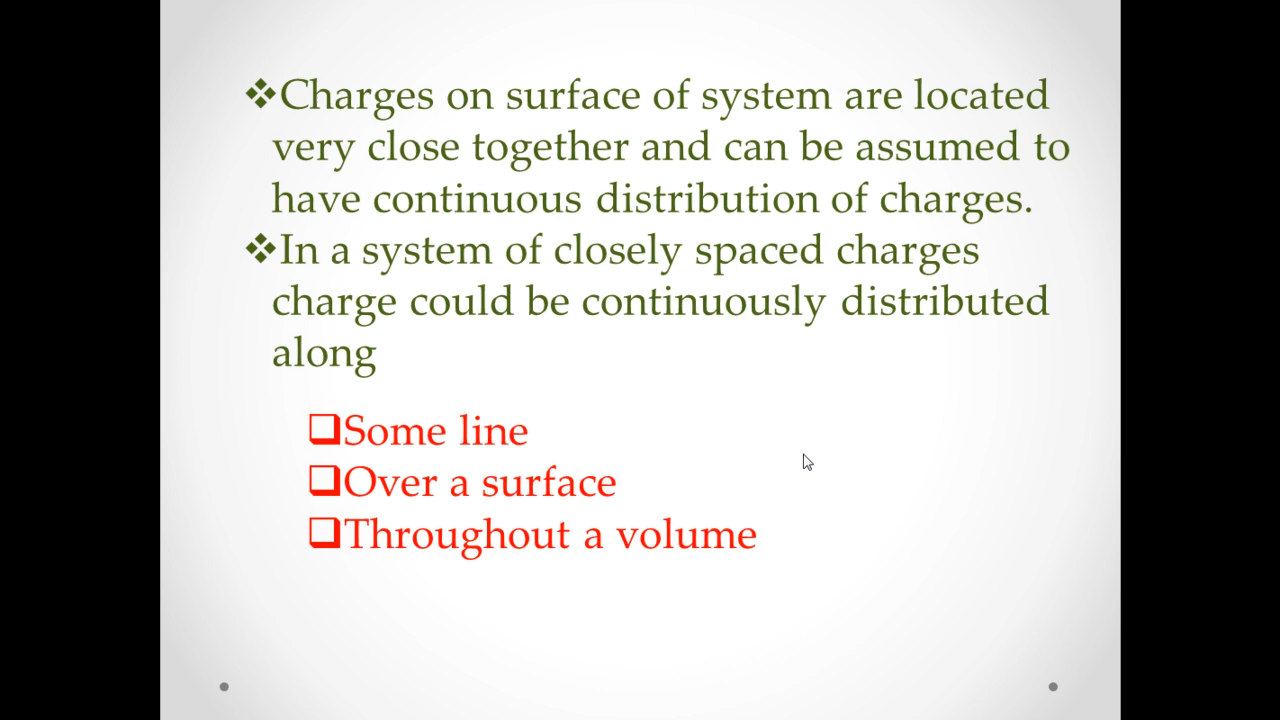 ❖Charges on surface of system are located
very close together and can be assumed to
have continuous distribution of charges.
❖In a system of closely spaced charges
charge could be continuously distributed
along
❑Some line
❑Over a surface
❑Throughout a volume